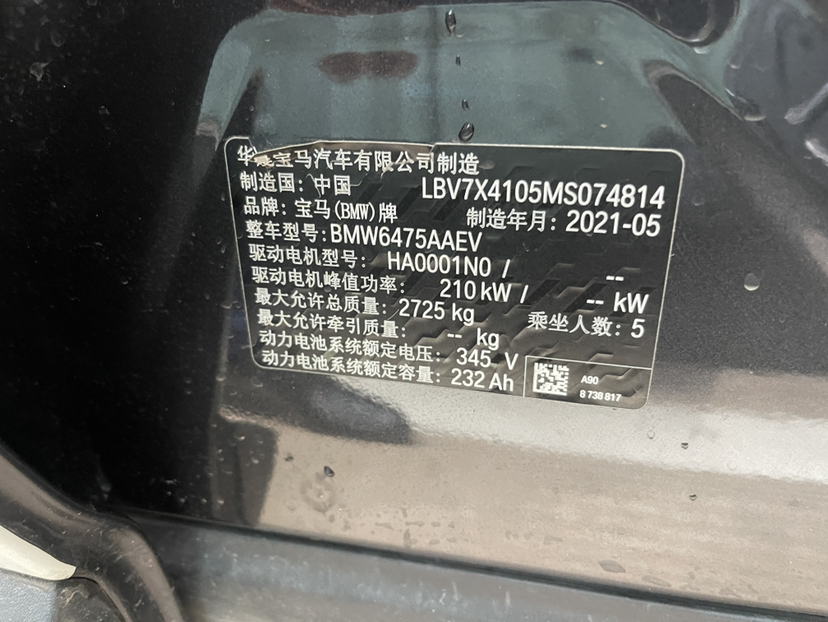 华晨宝马汽车有限公司制造
制造国: 中国 LBV7X4105MS074814
品牌: 宝马(BMW)牌 制造年月: 2021-05
整车型号: BMW6475AAEV
驱动电机型号: HA0001N0 / --
驱动电机峰值功率: 210 kW / -- kW
最大允许总质量: 2725 kg 乘坐人数: 5
最大允许牵引质量: -- kg
动力电池系统额定电压: 345 V
动力电池系统额定容量: 232 Ah
A90
8 738 817